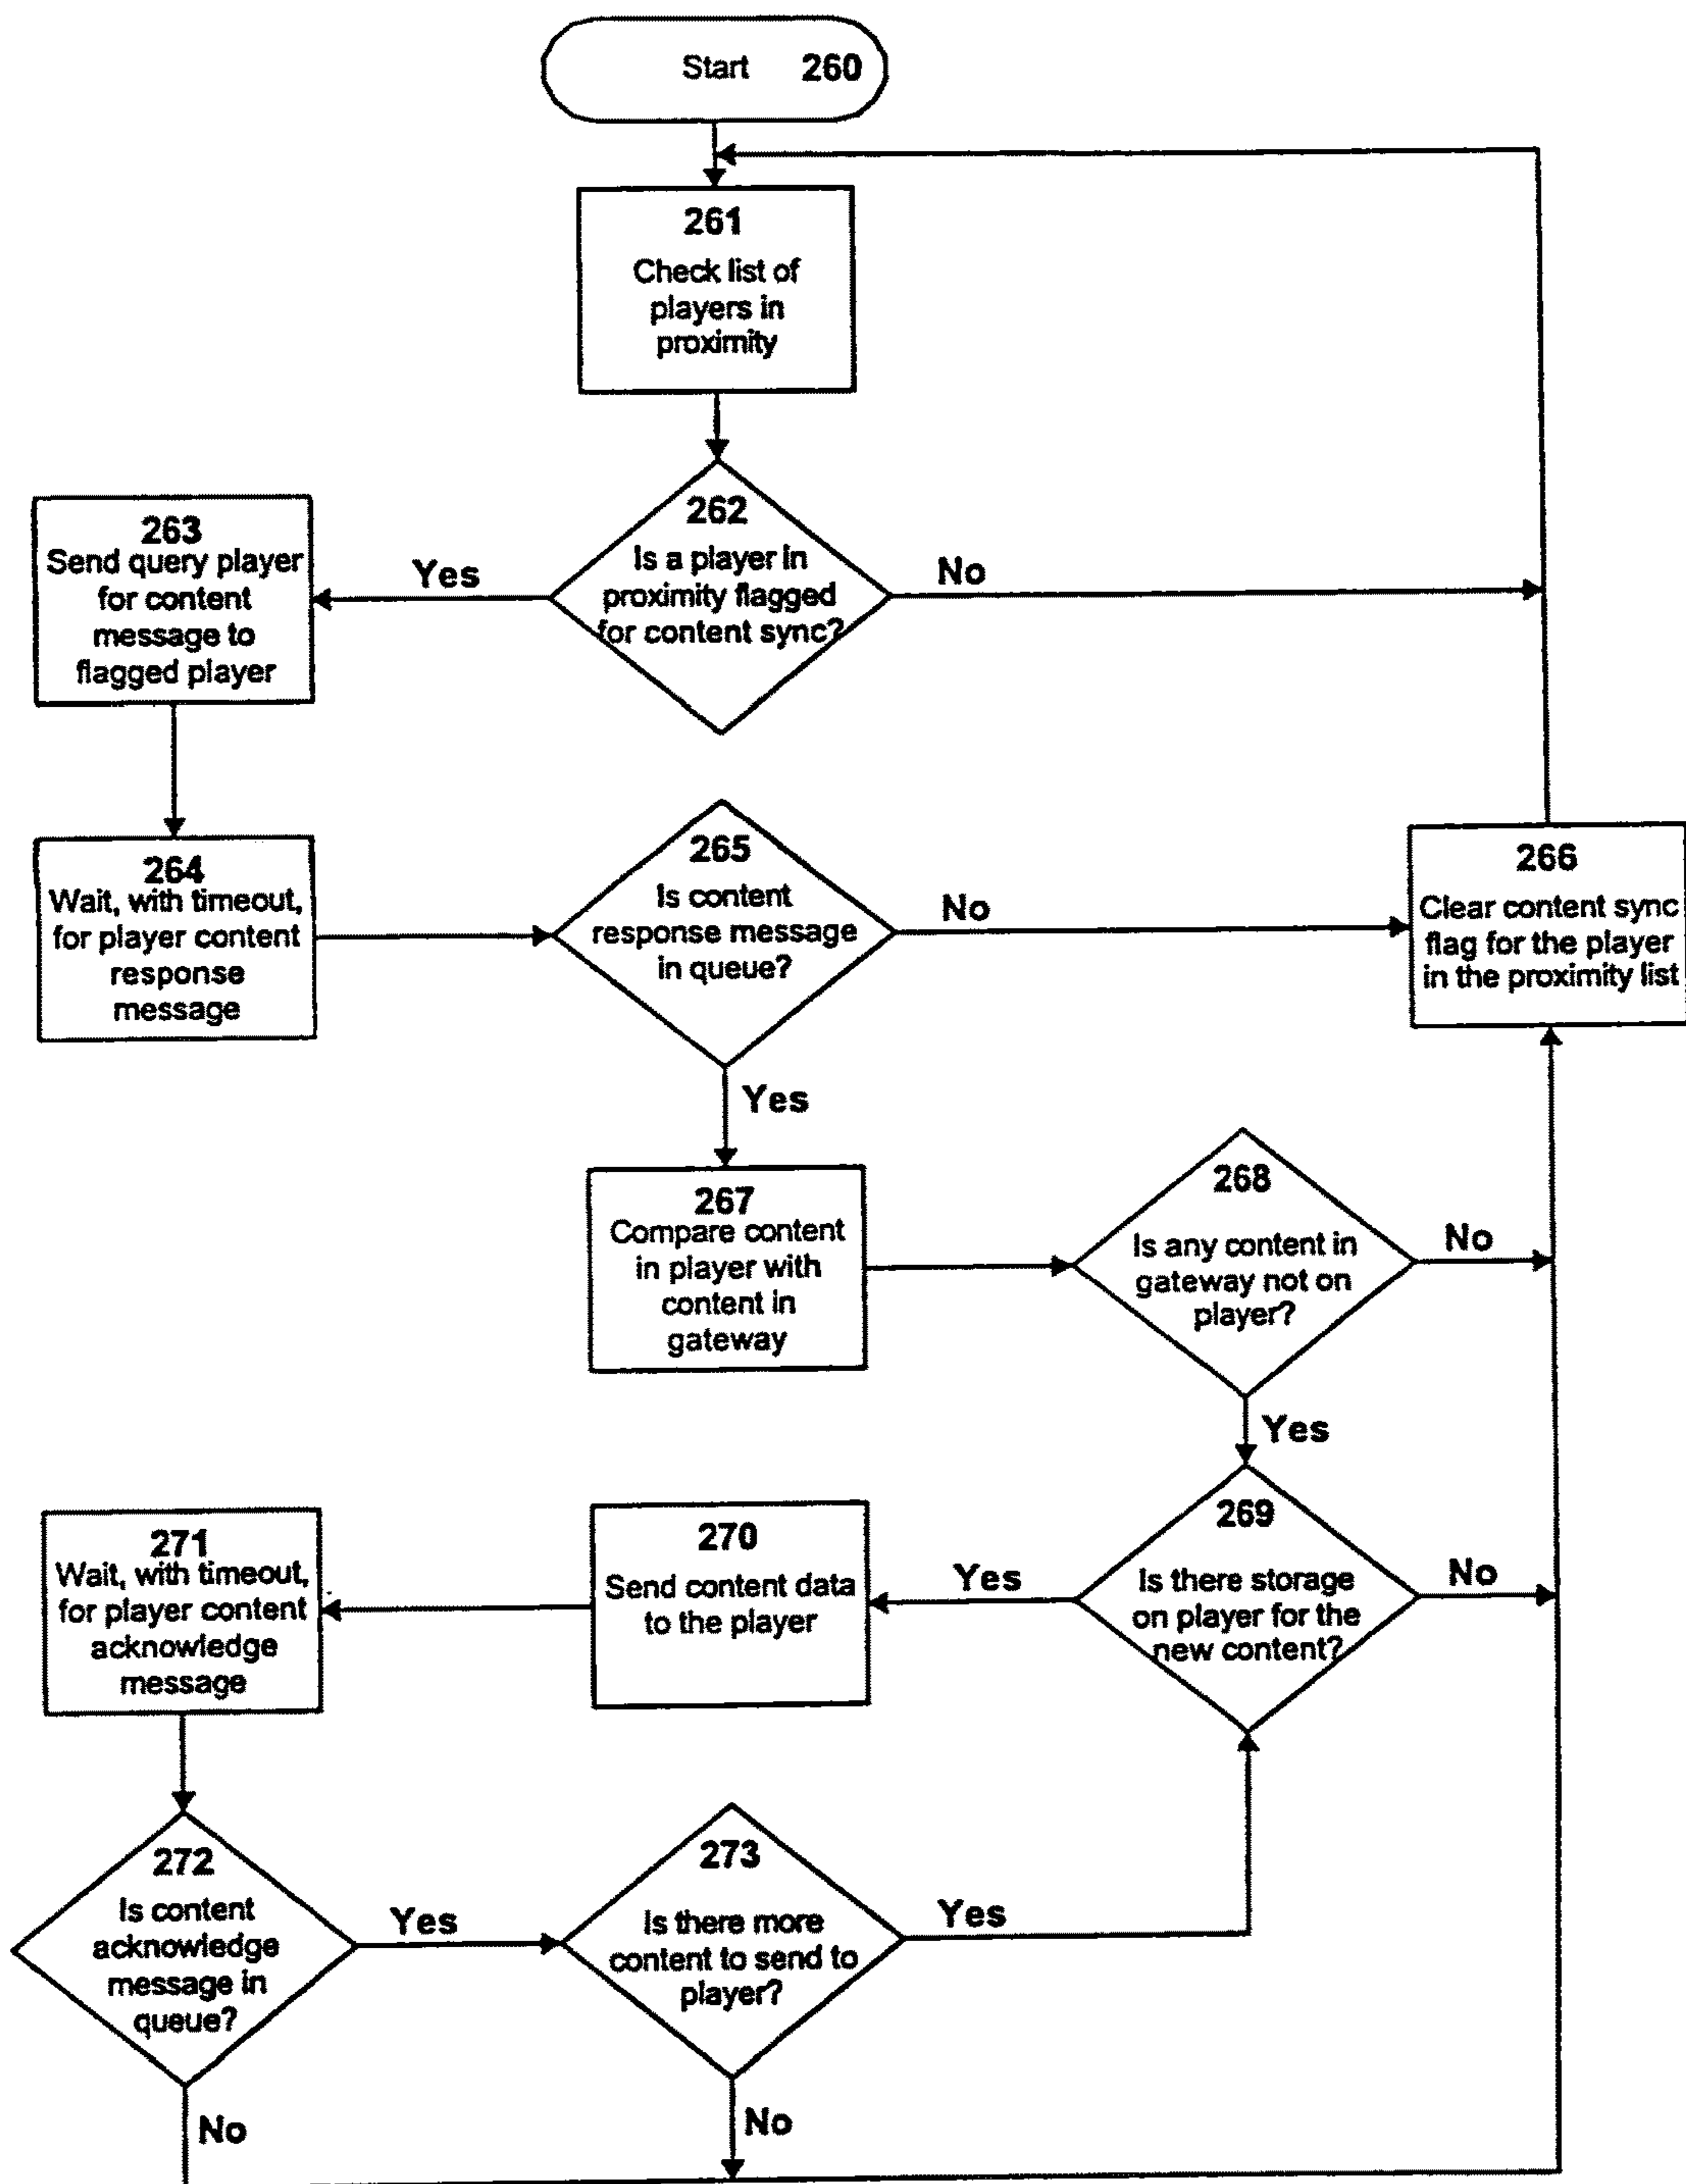 Start 260
261
Check list of
players in
proximity
262
Is a player in
proximity flagged
for content sync?
Yes
No
263
Send query player
for content
message to
flagged player
264
Wait, with timeout,
for player content
response
message
265
Is content
response message
in queue?
No
Yes
266
Clear content sync
flag for the player
in the proximity list
267
Compare content
in player with
content in
gateway
268
Is any content in
gateway not on
player?
No
Yes
269
Is there storage
on player for the
new content?
No
Yes
270
Send content data
to the player
271
Wait, with timeout,
for player content
acknowledge
message
272
Is content
acknowledge
message in
queue?
Yes
No
273
Is there more
content to send to
player?
Yes
No